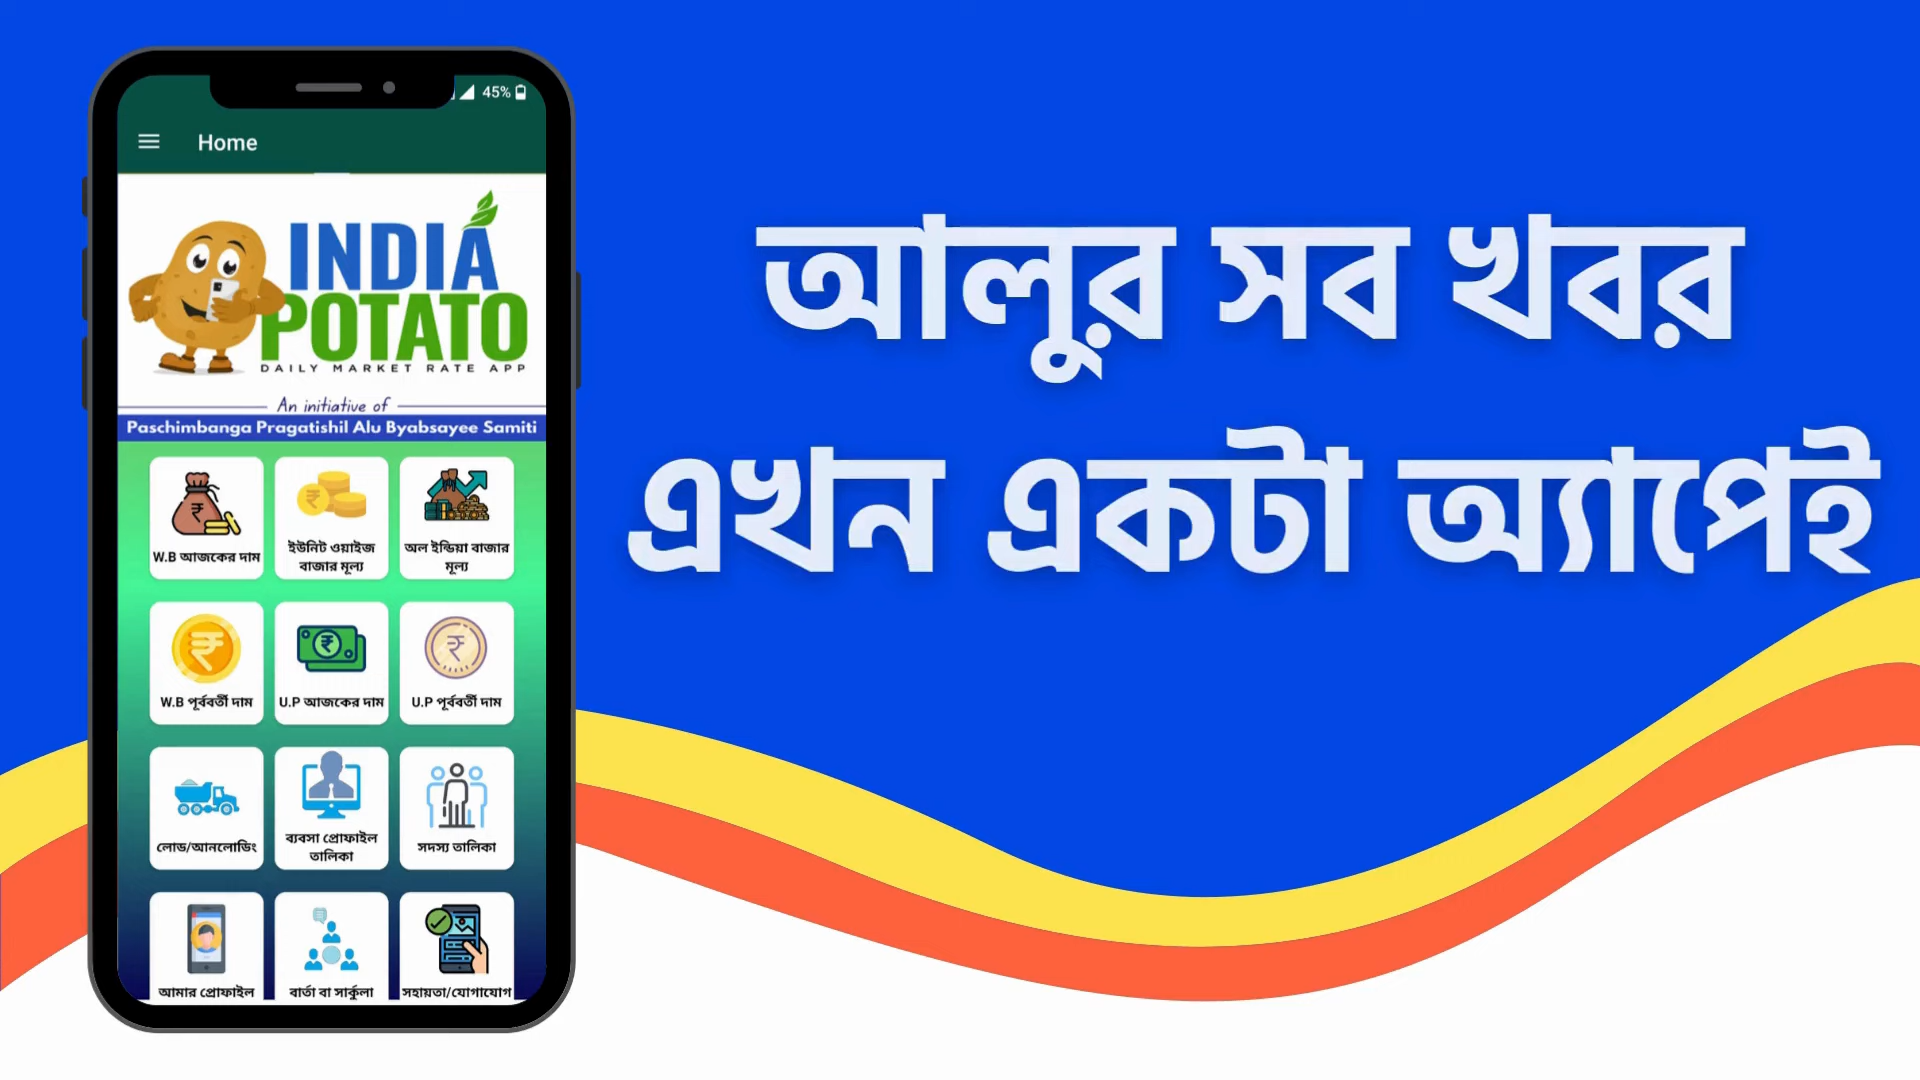 45%
Home
INDIA
POTATO
DAILY MARKET RATE APP
An initiative of
Paschimbanga Pragatishil Alu Byabsayee Samiti
W.B আজকের দাম
ইউনিট ওয়াইজ
বাজার মূল্য
অল ইন্ডিয়া বাজার
মূল্য
W.B পূর্ববর্তী দাম
U.P আজকের দাম
U.P পূর্ববর্তী দাম
লোড/আনলোডিং
ব্যবসা প্রোফাইল
তালিকা
সদস্য তালিকা
আমার প্রোফাইল
বার্তা বা সার্কুলা
সহায়তা/যোগাযোগ
আলুর সব খবর
এখন একটা অ্যাপেই